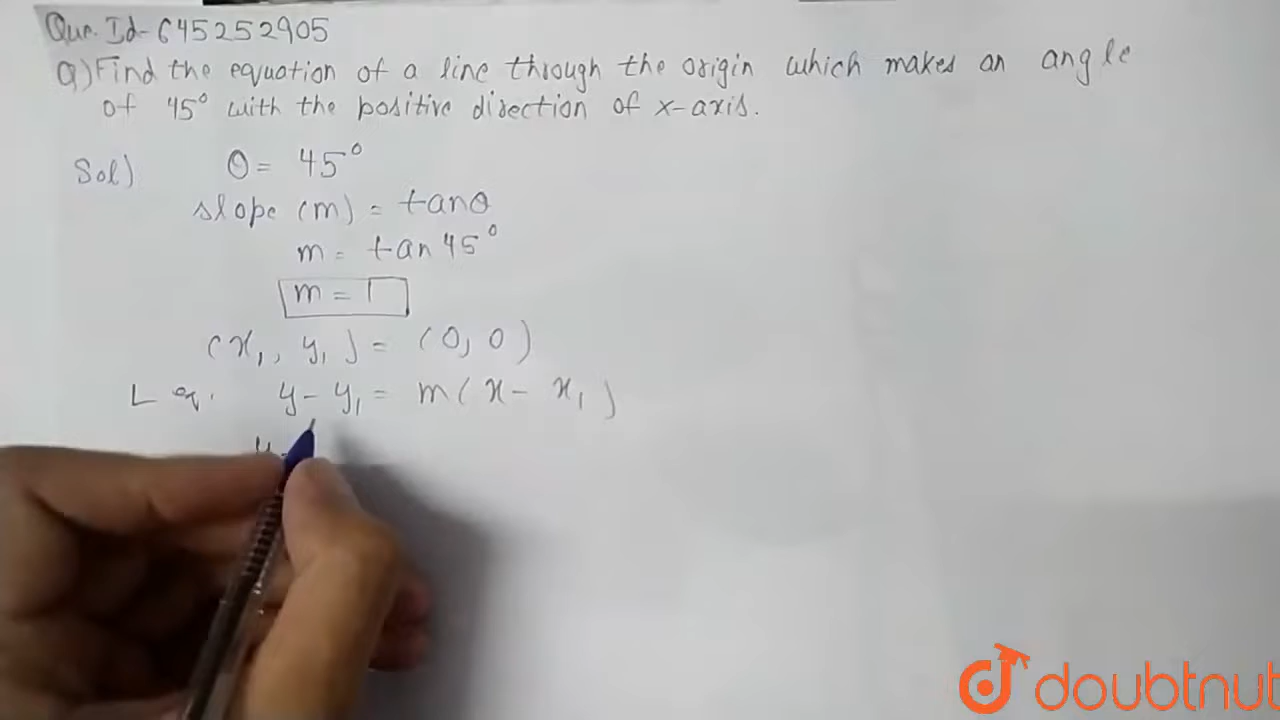 Que. Id-645252905
Q) Find the equation of a line through the origin which makes an angle
of 45° with the positive direction of x-axis.
Sol) θ = 45°
slope (m) = tanθ
m = tan 45°
m = 1
(x₁, y₁) = (0, 0)
L eq. y - y₁ = m(x - x₁)
y -
doubtnut